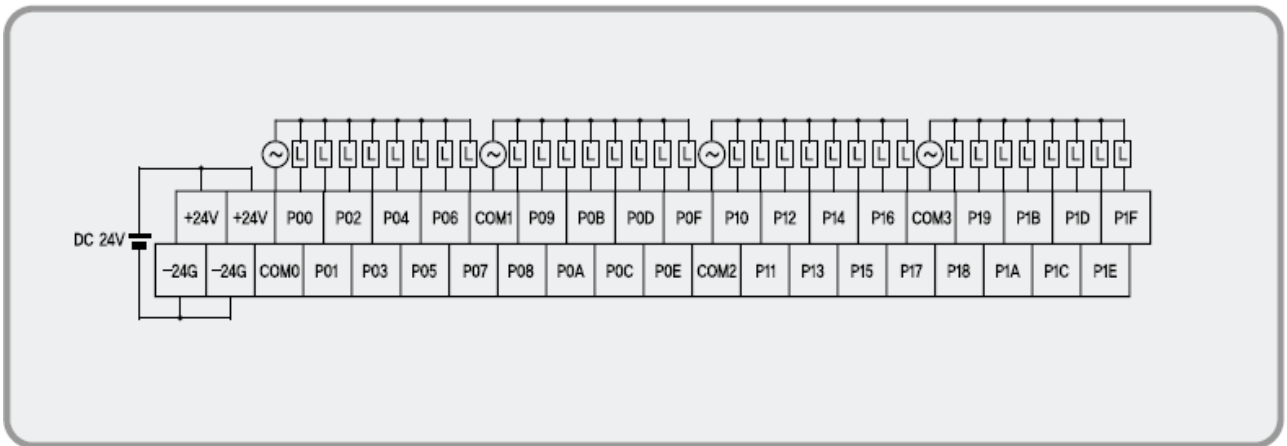 ~ L L L L L L L L ~ L L L L L L L L ~ L L L L L L L L ~ L L L L L L L L
+24V +24V P00 P02 P04 P06 COM1 P09 P0B P0D P0F P10 P12 P14 P16 COM3 P19 P1B P1D P1F
DC 24V
−24G −24G COM0 P01 P03 P05 P07 P08 P0A P0C P0E COM2 P11 P13 P15 P17 P18 P1A P1C P1E